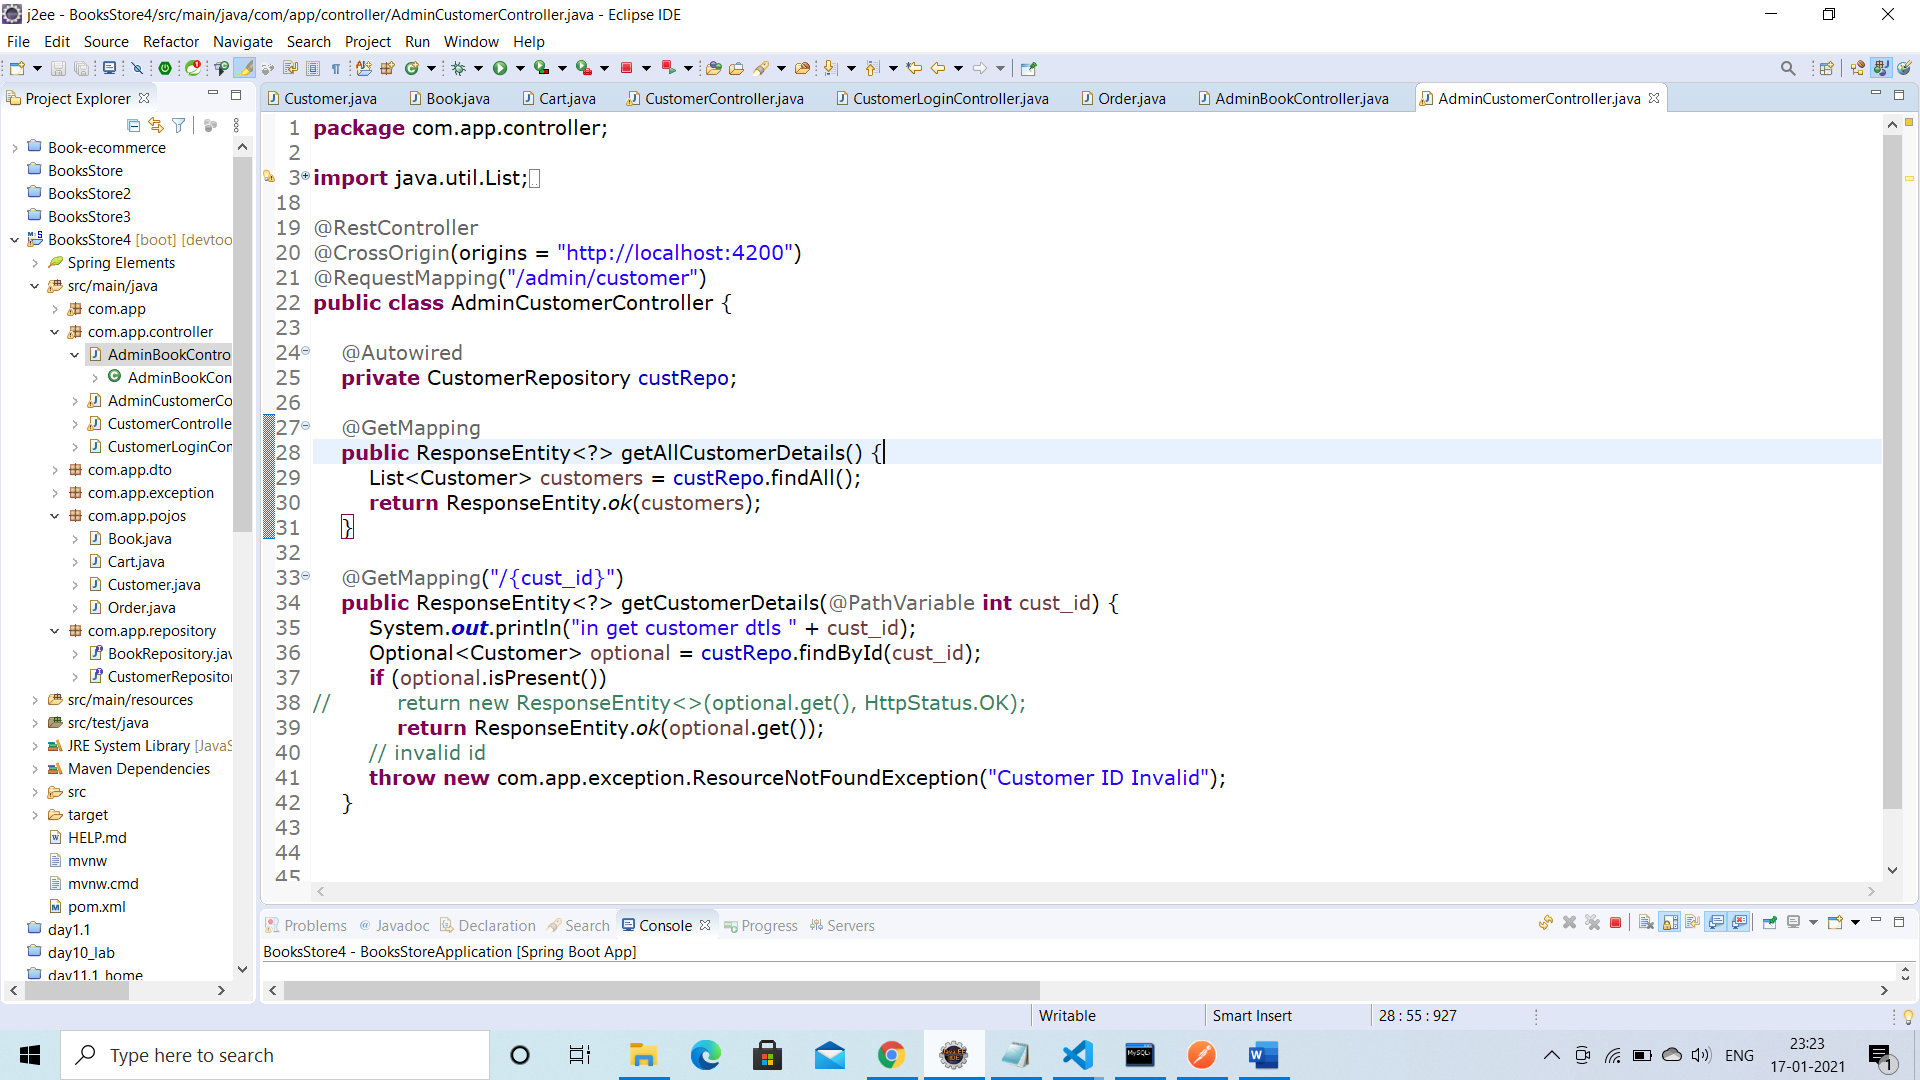 j2ee - BooksStore4/src/main/java/com/app/controller/AdminCustomerController.java - Eclipse IDE
File Edit Source Refactor Navigate Search Project Run Window Help
Project Explorer
Book-ecommerce
BooksStore
BooksStore2
BooksStore3
BooksStore4 [boot] [devtoo
Spring Elements
src/main/java
com.app
com.app.controller
AdminBookContro
AdminBookCon
AdminCustomerCo
CustomerControlle
CustomerLoginCon
com.app.dto
com.app.exception
com.app.pojos
Book.java
Cart.java
Customer.java
Order.java
com.app.repository
BookRepository.jav
CustomerRepositor
src/main/resources
src/test/java
JRE System Library [JavaS
Maven Dependencies
src
target
HELP.md
mvnw
mvnw.cmd
pom.xml
day1.1
day10_lab
day11.1_home
Customer.java Book.java Cart.java CustomerController.java CustomerLoginController.java Order.java AdminBookController.java AdminCustomerController.java
1 package com.app.controller;
2
3 import java.util.List;
18
19 @RestController
20 @CrossOrigin(origins = "http://localhost:4200")
21 @RequestMapping("/admin/customer")
22 public class AdminCustomerController {
23
24 @Autowired
25 private CustomerRepository custRepo;
26
27 @GetMapping
28 public ResponseEntity<?> getAllCustomerDetails() {
29 List<Customer> customers = custRepo.findAll();
30 return ResponseEntity.ok(customers);
31 }
32
33 @GetMapping("/{cust_id}")
34 public ResponseEntity<?> getCustomerDetails(@PathVariable int cust_id) {
35 System.out.println("in get customer dtls " + cust_id);
36 Optional<Customer> optional = custRepo.findById(cust_id);
37 if (optional.isPresent())
38 // return new ResponseEntity<>(optional.get(), HttpStatus.OK);
39 return ResponseEntity.ok(optional.get());
40 // invalid id
41 throw new com.app.exception.ResourceNotFoundException("Customer ID Invalid");
42 }
43
44
45
Problems @ Javadoc Declaration Search Console Progress Servers
BooksStore4 - BooksStoreApplication [Spring Boot App]
Writable Smart Insert 28 : 55 : 927
Type here to search
ENG
23:23
17-01-2021
1